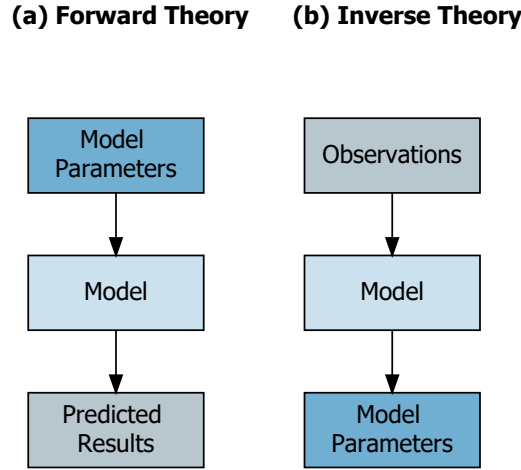 (a) Forward Theory
Model
Parameters
Model
Predicted
Results
(b) Inverse Theory
Observations
Model
Model
Parameters